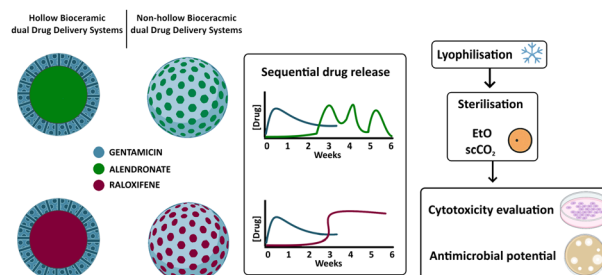 Hollow Bioceramic
dual Drug Delivery Systems
Non-hollow Bioceracmic
dual Drug Delivery Systems
GENTAMICIN
ALENDRONATE
RALOXIFENE
Sequential drug release
[Drug]
0 1 2 3 4 5 6
Weeks
[Drug]
0 1 2 3 4 5 6
Weeks
Lyophilisation
Sterilisation
EtO
scCO₂
Cytotoxicity evaluation
Antimicrobial potential